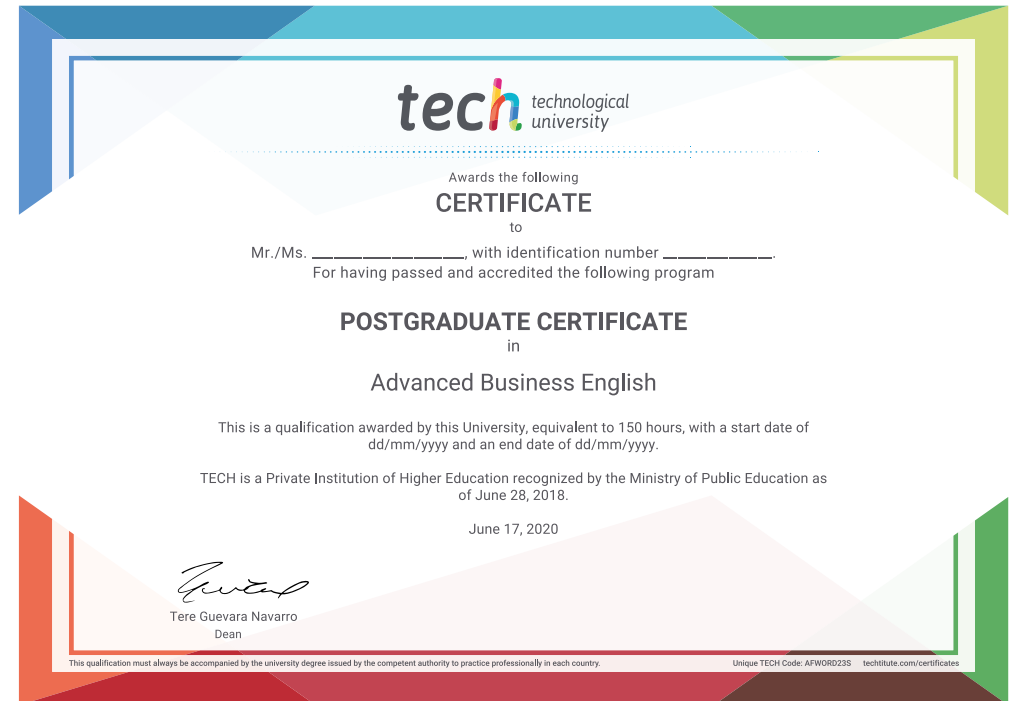 tech technological
university
Awards the following
CERTIFICATE
to
Mr./Ms. _________________, with identification number ____________.
For having passed and accredited the following program
POSTGRADUATE CERTIFICATE
in
Advanced Business English
This is a qualification awarded by this University, equivalent to 150 hours, with a start date of
dd/mm/yyyy and an end date of dd/mm/yyyy.
TECH is a Private Institution of Higher Education recognized by the Ministry of Public Education as
of June 28, 2018.
June 17, 2020
Tere Guevara Navarro
Dean
This qualification must always be accompanied by the university degree issued by the competent authority to practice professionally in each country.
Unique TECH Code: AFWORD23S techtitute.com/certificates